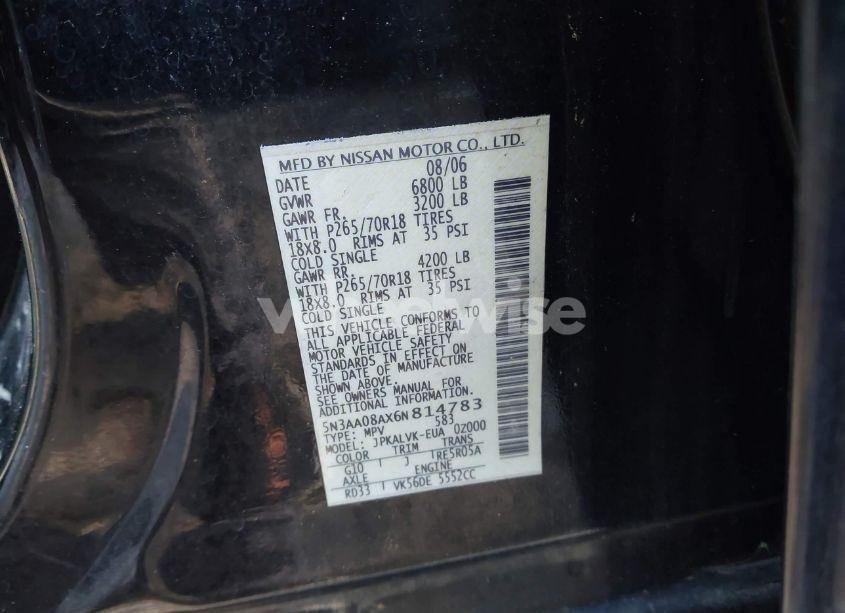 MFD BY NISSAN MOTOR CO., LTD.
DATE 08/06
GVWR 6800 LB
GAWR FR. 3200 LB
WITH P265/70R18 TIRES
18X8.0 RIMS AT 35 PSI
COLD SINGLE
GAWR RR. 4200 LB
WITH P265/70R18 TIRES
18X8.0 RIMS AT 35 PSI
COLD SINGLE
THIS VEHICLE CONFORMS TO
ALL APPLICABLE FEDERAL
MOTOR VEHICLE SAFETY
STANDARDS IN EFFECT ON
THE DATE OF MANUFACTURE
SHOWN ABOVE.
SEE OWNERS MANUAL FOR
ADDITIONAL INFORMATION.
5N3AA08AX6N814783
TYPE: MPV 583
MODEL: JPKALVK-EUA 0Z000
COLOR TRIM TRANS
G10 J RE5R05A
AXLE ENGINE
RD33 VK56DE 5552CC